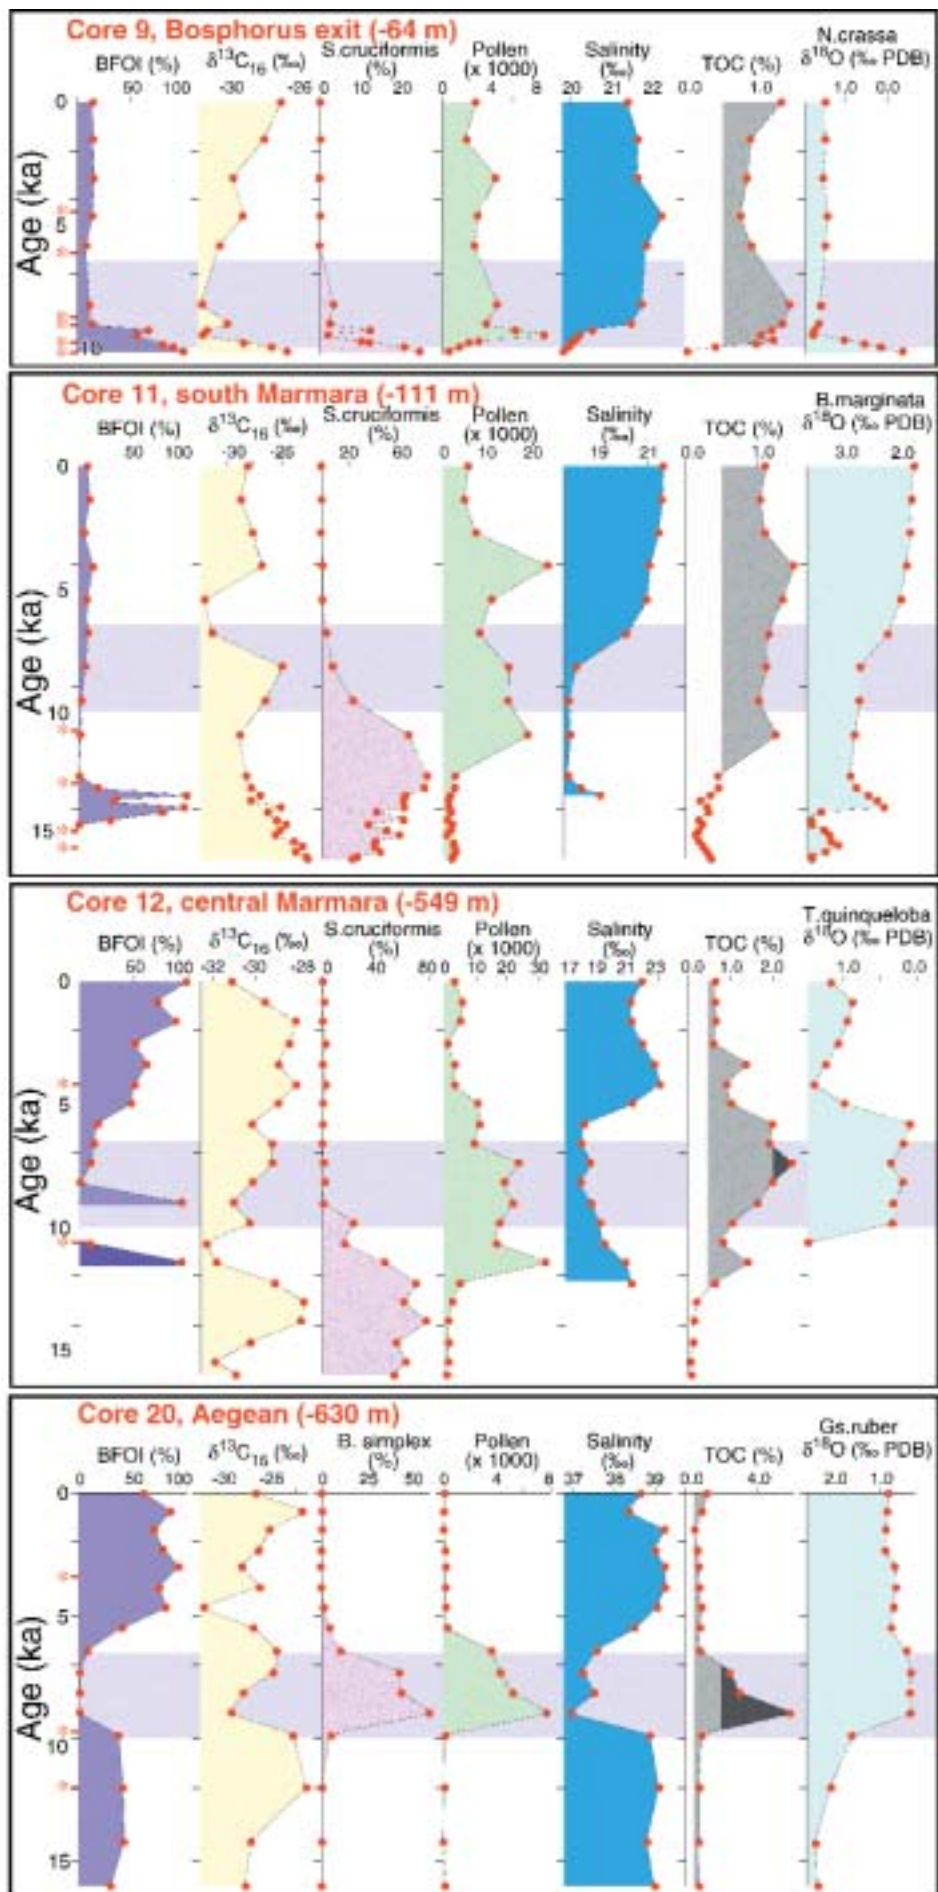 Core 9, Bosphorus exit (-64 m)
BFOI (%) δ13C16 (‰) S.cruciformis (%) Pollen (x 1000) Salinity (‰) TOC (%) N.crassa δ18O (‰ PDB)
50 100 -30 -26 0 10 20 0 4 8 20 21 22 0.0 1.0 1.0 0.0
0
5
10
Age (ka)
Core 11, south Marmara (-111 m)
BFOI (%) δ13C16 (‰) S.cruciformis (%) Pollen (x 1000) Salinity (‰) TOC (%) B.marginata δ18O (‰ PDB)
50 100 -30 -26 20 60 0 10 20 19 21 0.0 1.0 3.0 2.0
0
5
10
15
Age (ka)
Core 12, central Marmara (-549 m)
BFOI (%) δ13C16 (‰) S.cruciformis (%) Pollen (x 1000) Salinity (‰) TOC (%) T.quinqueloba δ18O (‰ PDB)
50 100 -32 -30 -28 0 40 80 0 10 20 30 17 19 21 23 0.0 1.0 2.0 1.0 0.0
0
5
10
15
Age (ka)
Core 20, Aegean (-630 m)
BFOI (%) δ13C16 (‰) B. simplex (%) Pollen (x 1000) Salinity (‰) TOC (%) Gs.ruber δ18O (‰ PDB)
0 50 100 -30 -26 0 25 50 0 4 8 37 38 39 0.0 4.0 2.0 1.0
0
5
10
15
Age (ka)